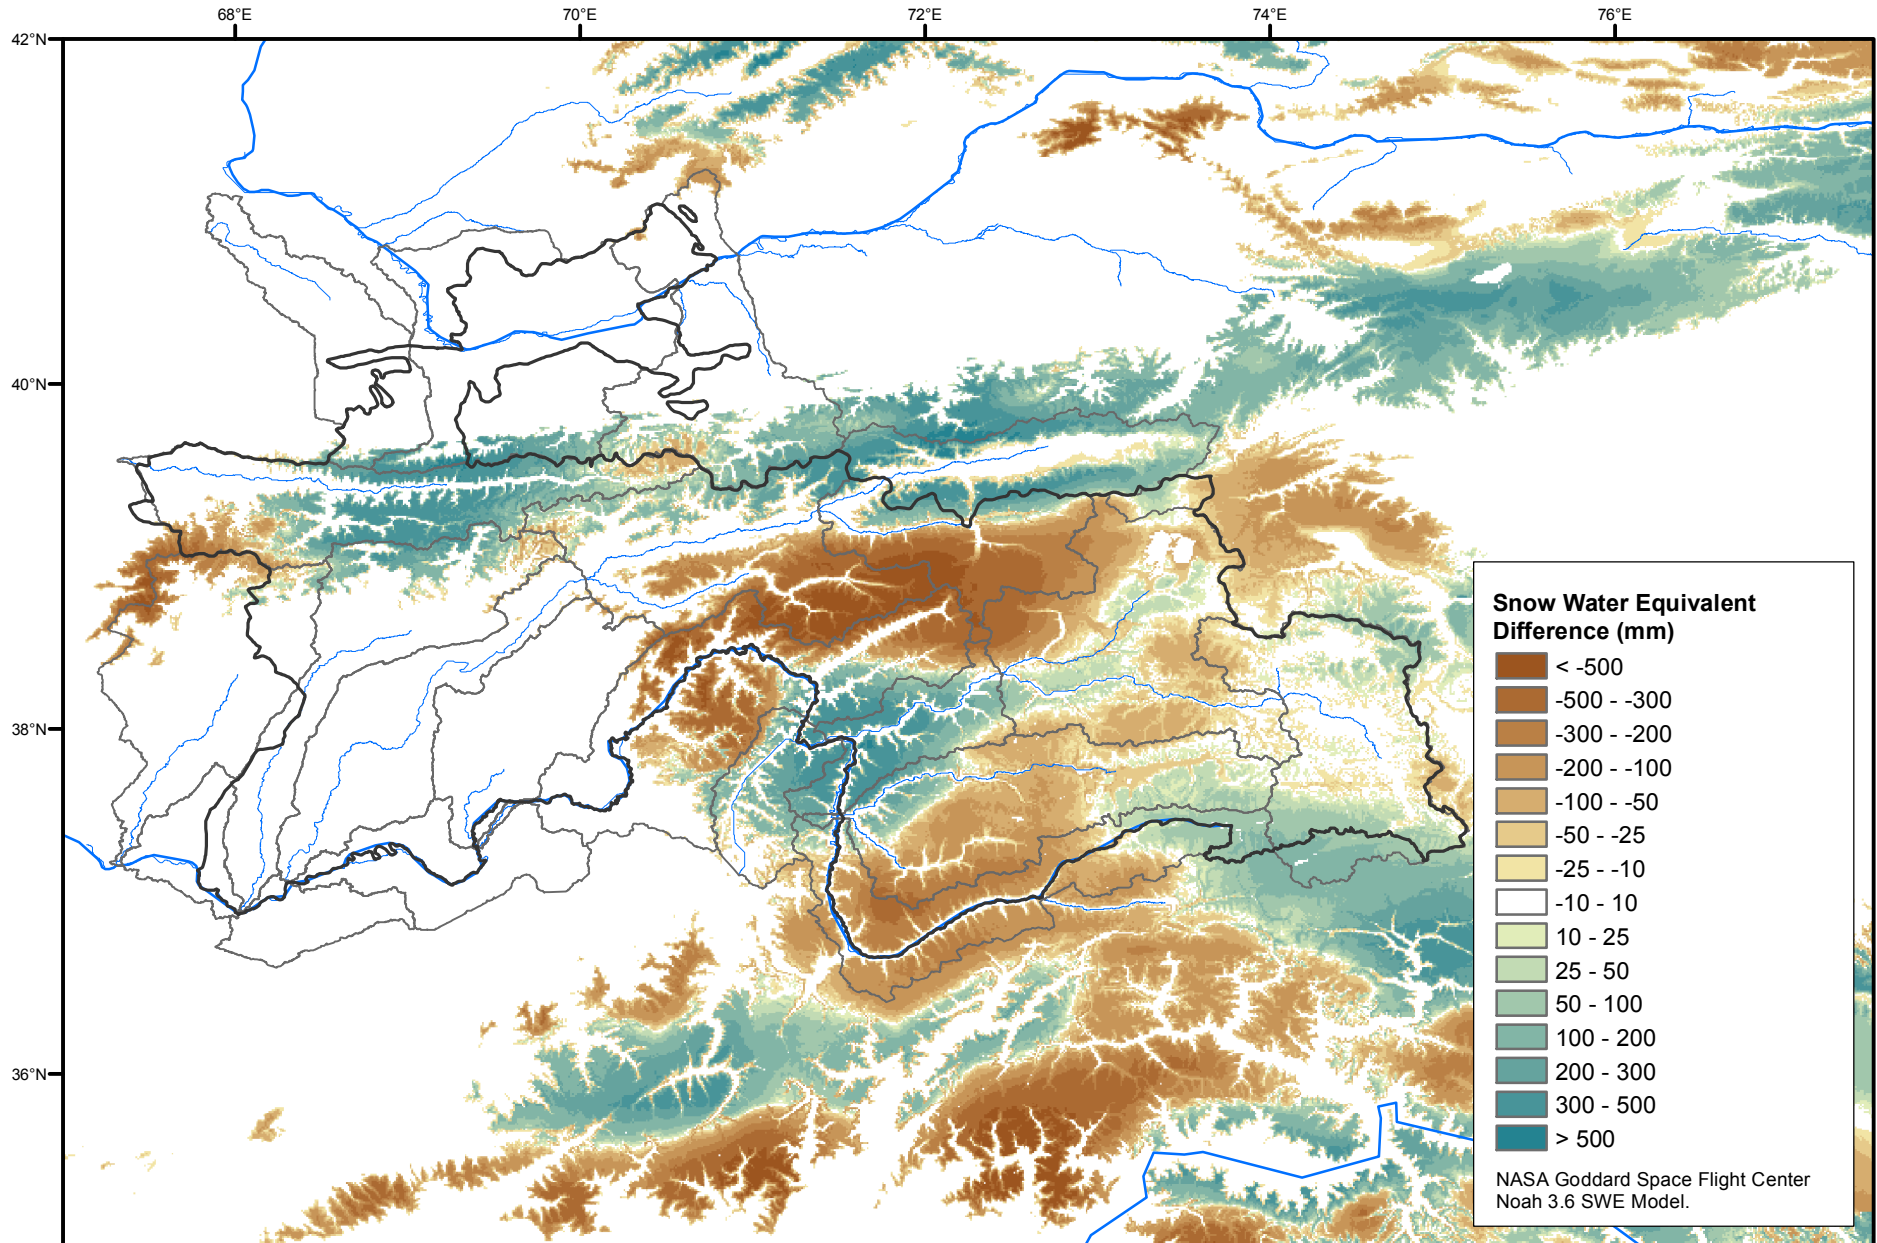 68°E
70°E
72°E
74°E
76°E
42°N
40°N
38°N
36°N
Snow Water Equivalent
Difference (mm)
< -500
-500 - -300
-300 - -200
-200 - -100
-100 - -50
-50 - -25
-25 - -10
-10 - 10
10 - 25
25 - 50
50 - 100
100 - 200
200 - 300
300 - 500
> 500
NASA Goddard Space Flight Center
Noah 3.6 SWE Model.